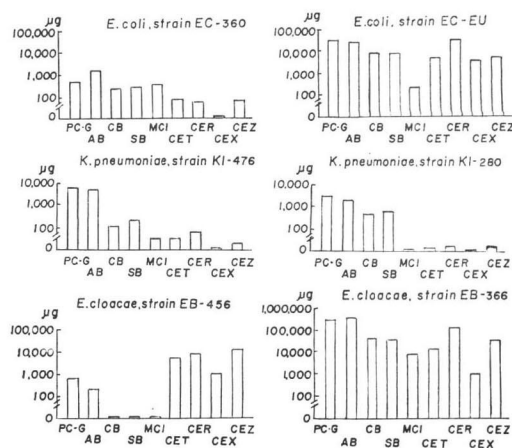 E.coli, strain EC-360
µg
100,000
10,000
1,000
100
0
PC-G CB MCI CER CEZ
AB SB CET CEX
E.coli, strain EC-EU
µg
100,000
10,000
1,000
100
0
PC-G CB MCI CER CEZ
AB SB CET CEX
K.pneumoniae, strain KI-476
µg
10,000
1,000
100
0
PC-G CB MCI CER CEZ
AB SB CET CEX
K.pneumoniae, strain KI-280
µg
10,000
1,000
100
0
PC-G CB MCI CER CEZ
AB SB CET CEX
E.cloacae, strain EB-456
µg
100,000
10,000
1,000
100
0
PC-G CB MCI CER CEZ
AB SB CET CEX
E.cloacae, strain EB-366
µg
1,000,000
100,000
10,000
1,000
100
0
PC-G CB MCI CER CEZ
AB SB CET CEX